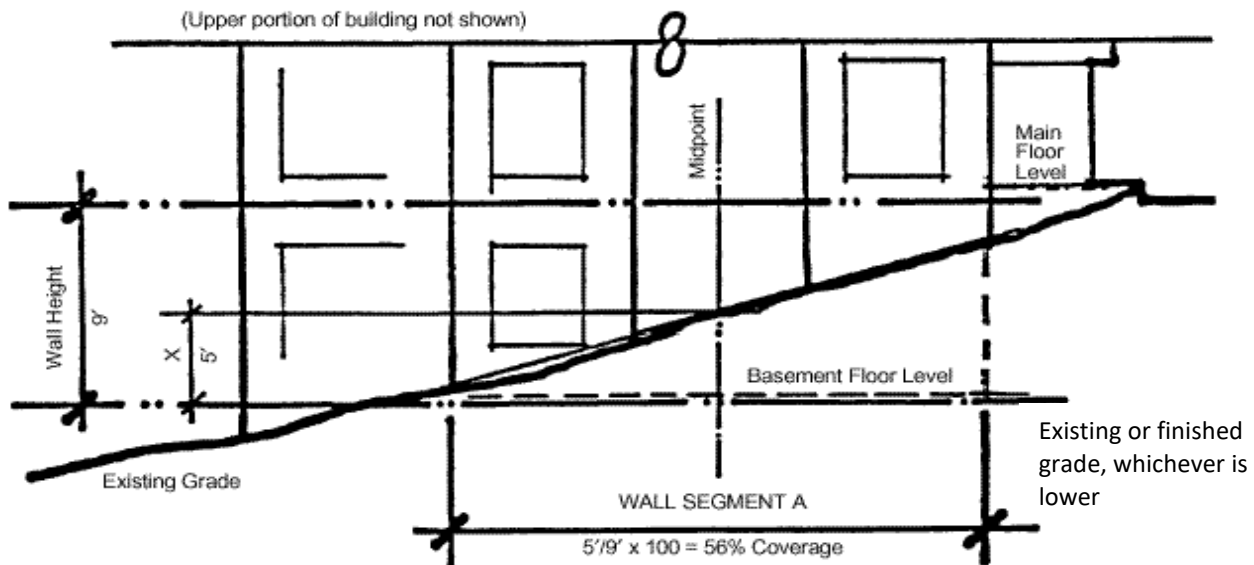 (Upper portion of building not shown)
8
Midpoint
Main
Floor
Level
Wall Height
9'
X
5'
Basement Floor Level
Existing Grade
Existing or finished
grade, whichever is
lower
WALL SEGMENT A
5'/9' x 100 = 56% Coverage